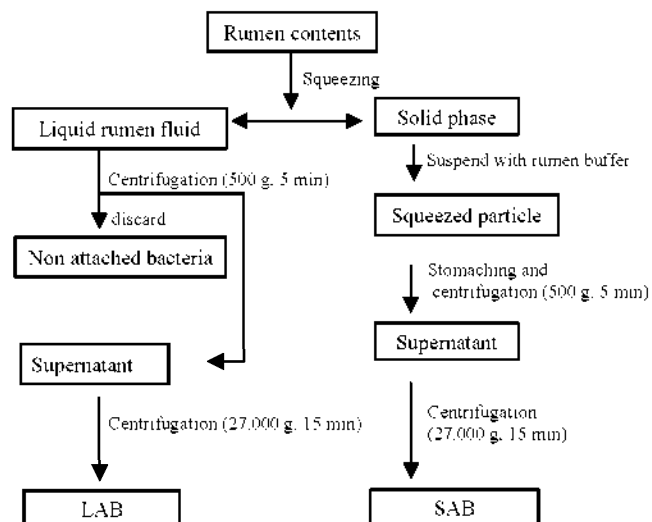 Rumen contents
Squeezing
Liquid rumen fluid
Solid phase
Centrifugation (500 g. 5 min)
Suspend with rumen buffer
discard
Squeezed particle
Non attached bacteria
Stomaching and
centrifugation (500 g. 5 min)
Supernatant
Supernatant
Centrifugation (27.000 g. 15 min)
Centrifugation
(27.000 g. 15 min)
LAB
SAB